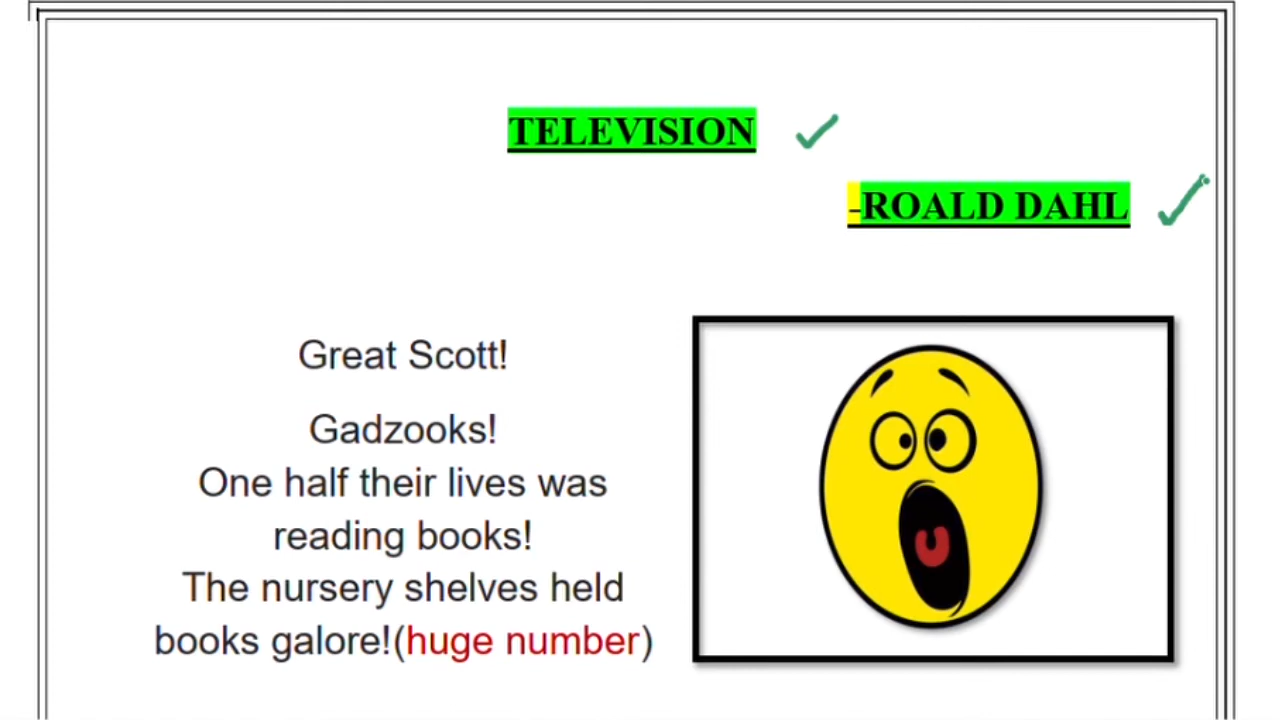 TELEVISION
-ROALD DAHL
Great Scott!
Gadzooks!
One half their lives was
reading books!
The nursery shelves held
books galore!(huge number)